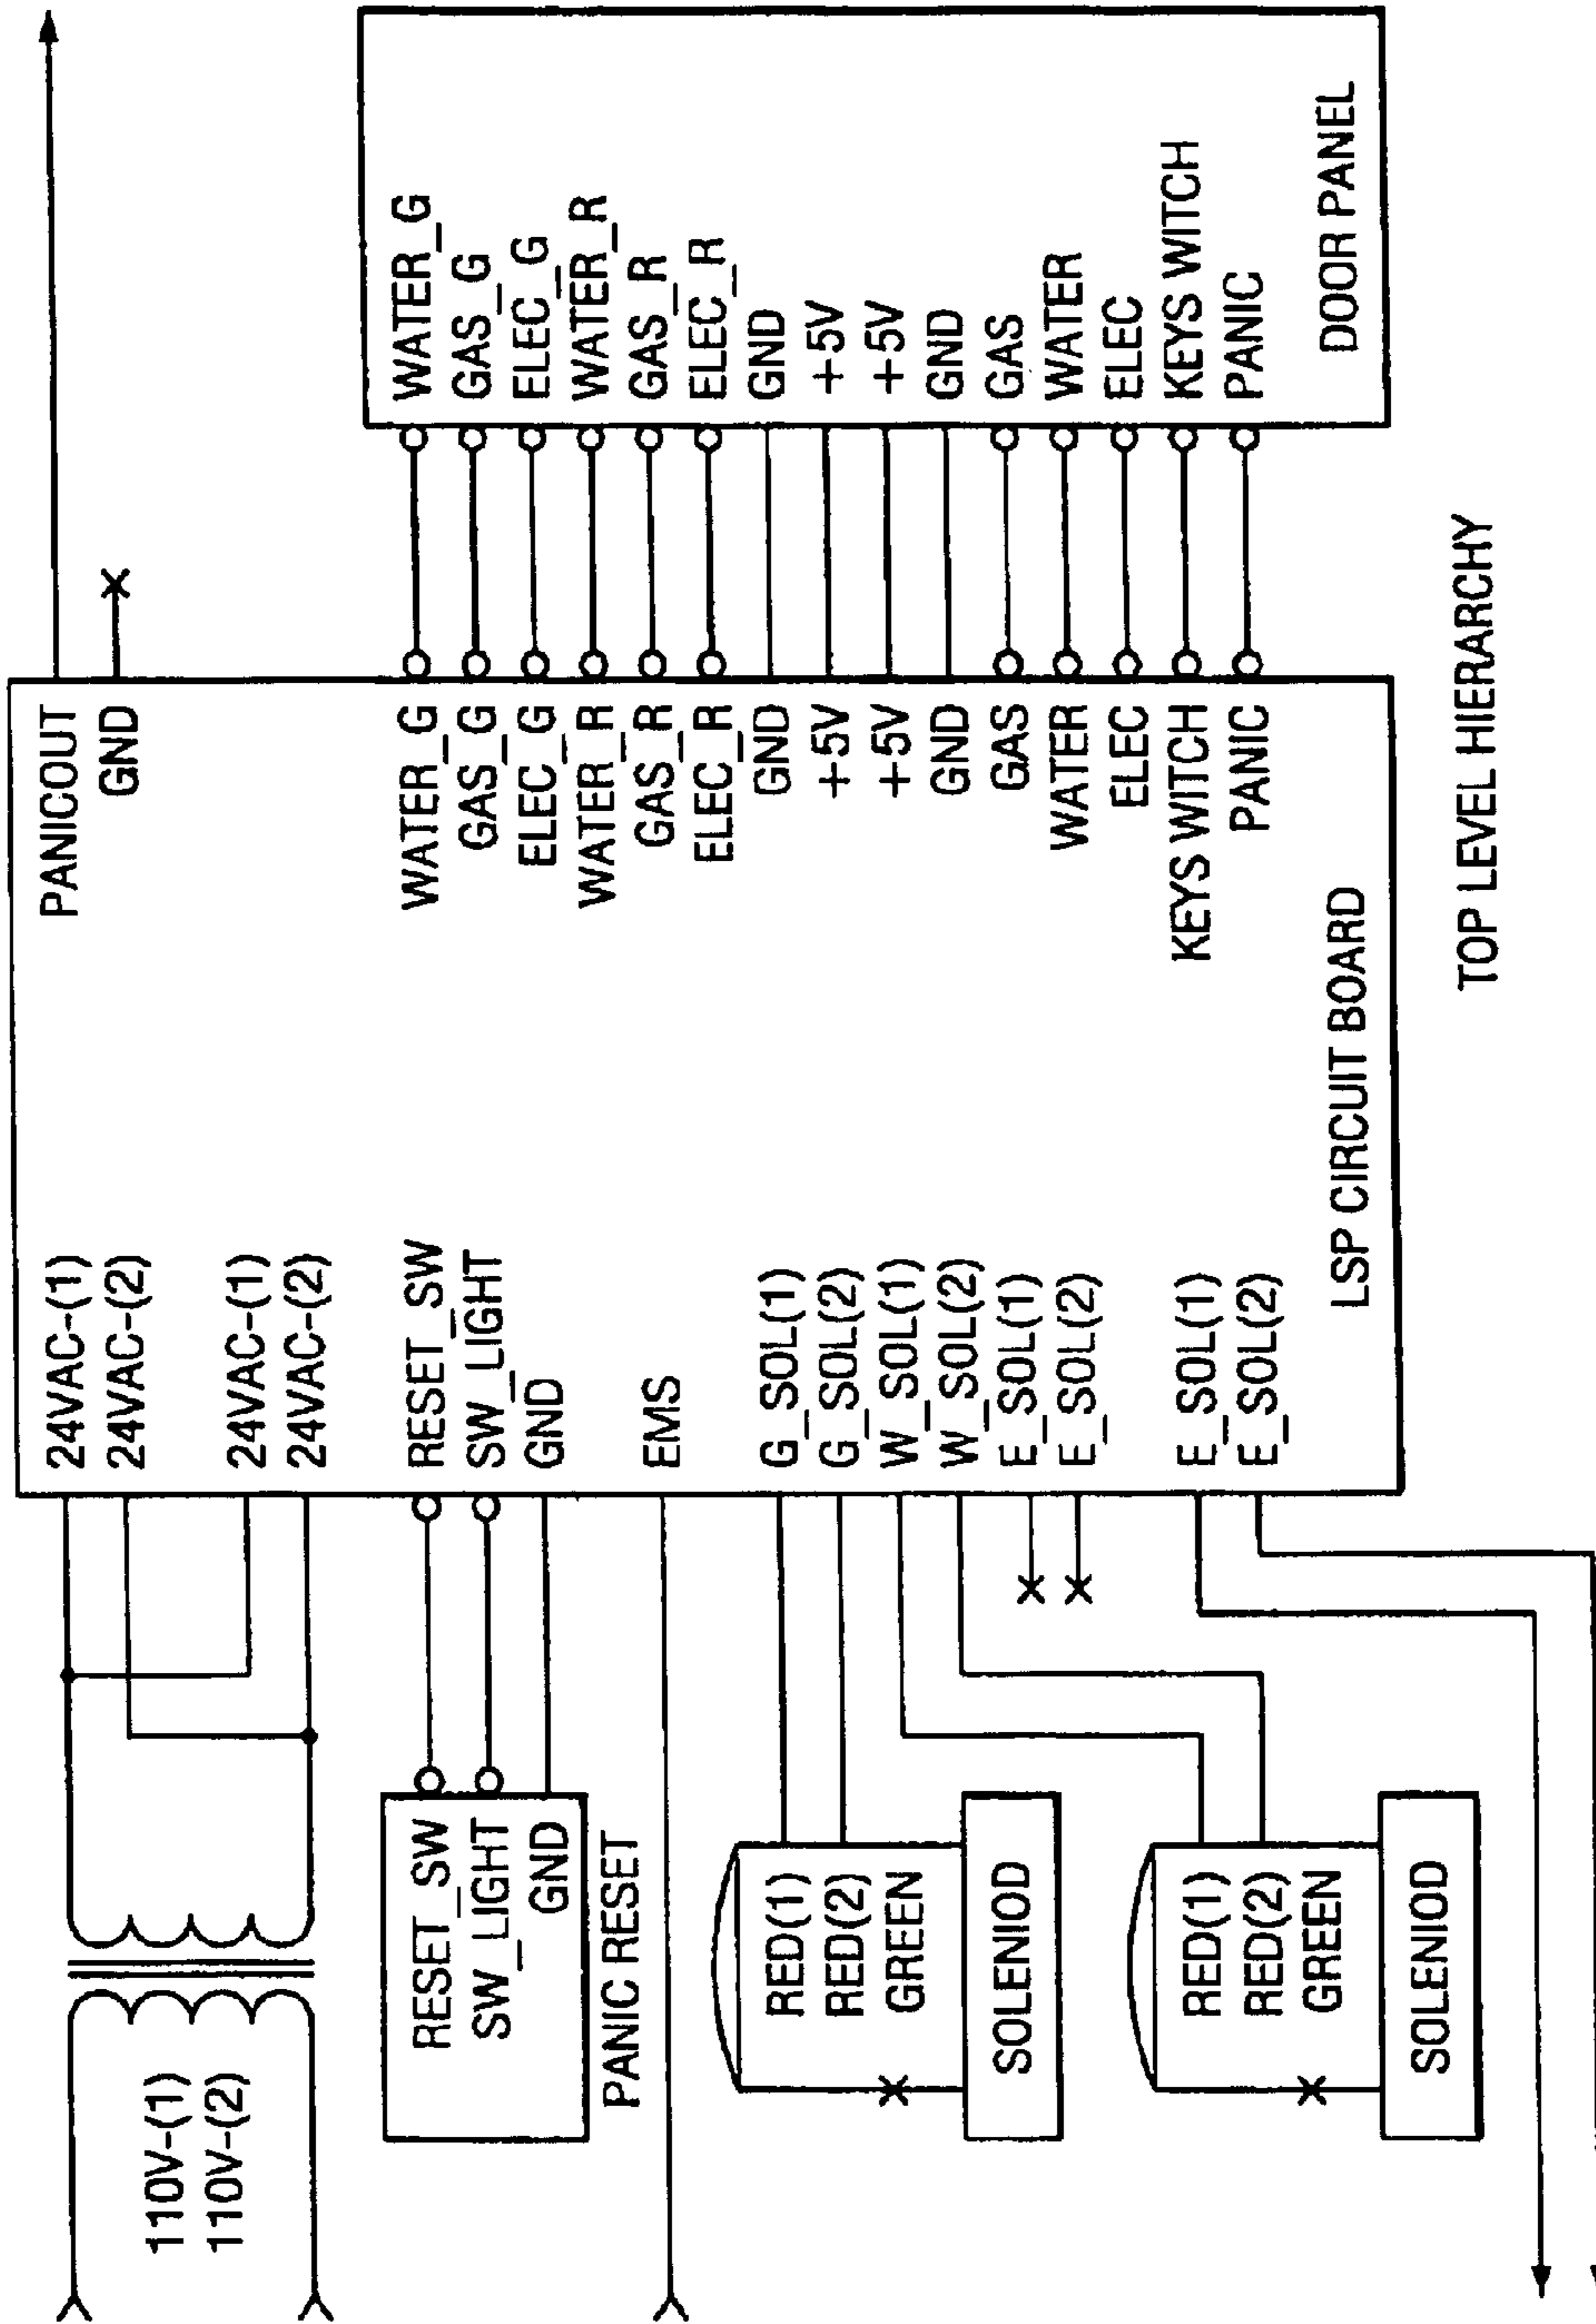 110V-(1)
110V-(2)
24VAC-(1)
24VAC-(2)
24VAC-(1)
24VAC-(2)
RESET_SW
SW_LIGHT
GND
EMS
G_SOL(1)
G_SOL(2)
W_SOL(1)
W_SOL(2)
E_SOL(1)
E_SOL(2)
E_SOL(1)
E_SOL(2)
LSP CIRCUIT BOARD
RESET_SW
SW_LIGHT
GND
PANIC RESET
RED(1)
RED(2)
GREEN
SOLENIOD
RED(1)
RED(2)
GREEN
SOLENIOD
PANICOUT
GND
WATER_G
GAS_G
ELEC_G
WATER_R
GAS_R
ELEC_R
GND
+5V
+5V
GND
GAS
WATER
ELEC
KEYS WITCH
PANIC
WATER_G
GAS_G
ELEC_G
WATER_R
GAS_R
ELEC_R
GND
+5V
+5V
GND
GAS
WATER
ELEC
KEYS WITCH
PANIC
DOOR PANEL
TOP LEVEL HIERARCHY